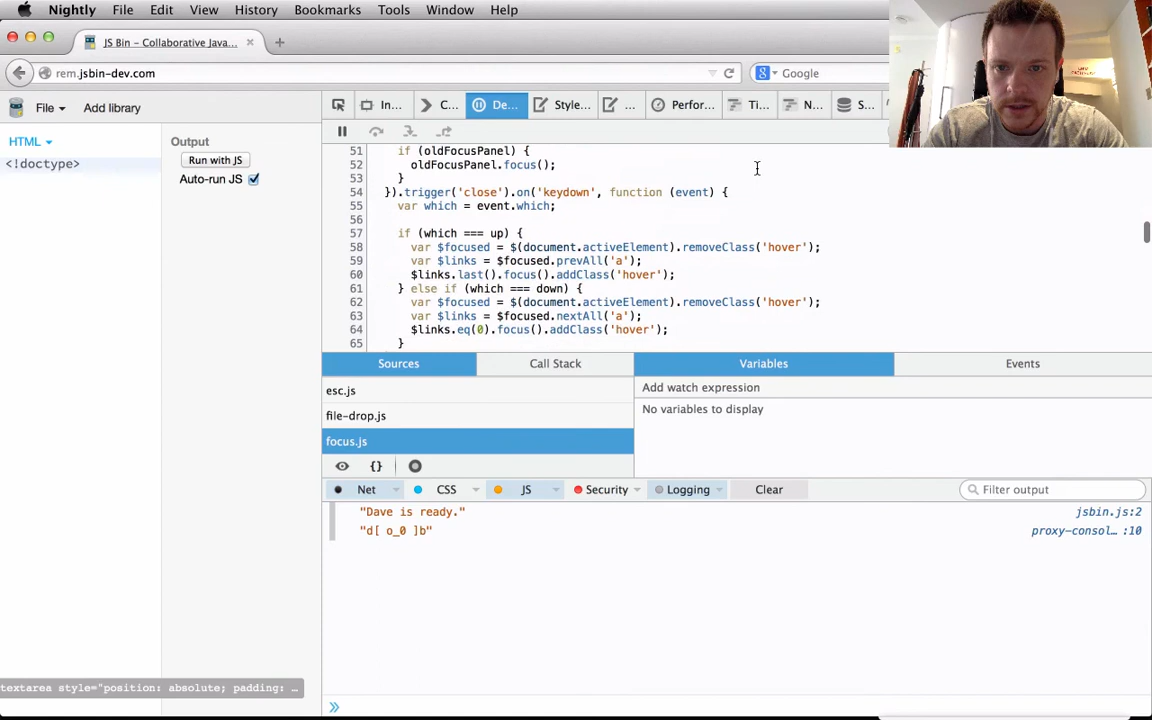 Nightly File Edit View History Bookmarks Tools Window Help
JS Bin – Collaborative Java...
rem.jsbin-dev.com
Google
File Add library
In... C... De... Style... ... Perfor... Ti... N... S...
HTML
<!doctype>
Output
Run with JS
Auto-run JS
51 if (oldFocusPanel) {
52 oldFocusPanel.focus();
53 }
54 }).trigger('close').on('keydown', function (event) {
55 var which = event.which;
56
57 if (which === up) {
58 var $focused = $(document.activeElement).removeClass('hover');
59 var $links = $focused.prevAll('a');
60 $links.last().focus().addClass('hover');
61 } else if (which === down) {
62 var $focused = $(document.activeElement).removeClass('hover');
63 var $links = $focused.nextAll('a');
64 $links.eq(0).focus().addClass('hover');
65 }
Sources Call Stack Variables Events
esc.js
file-drop.js
focus.js
{}
Add watch expression
No variables to display
Net CSS JS Security Logging Clear Filter output
"Dave is ready." jsbin.js:2
"d[ o_0 ]b" proxy-consol... :10
textarea style="position: absolute; padding: ...
»